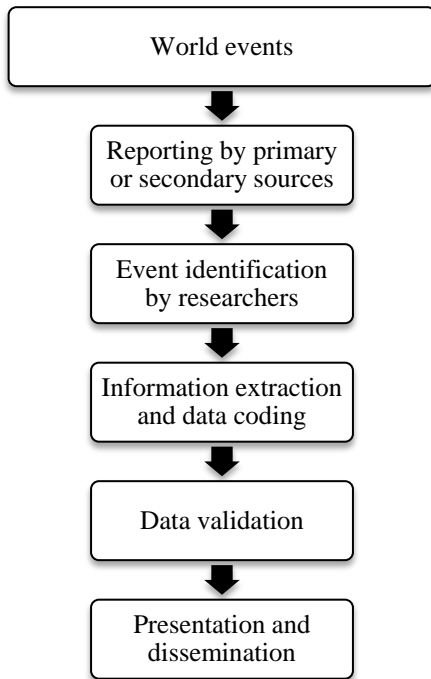 World events
Reporting by primary
or secondary sources
Event identification
by researchers
Information extraction
and data coding
Data validation
Presentation and
dissemination